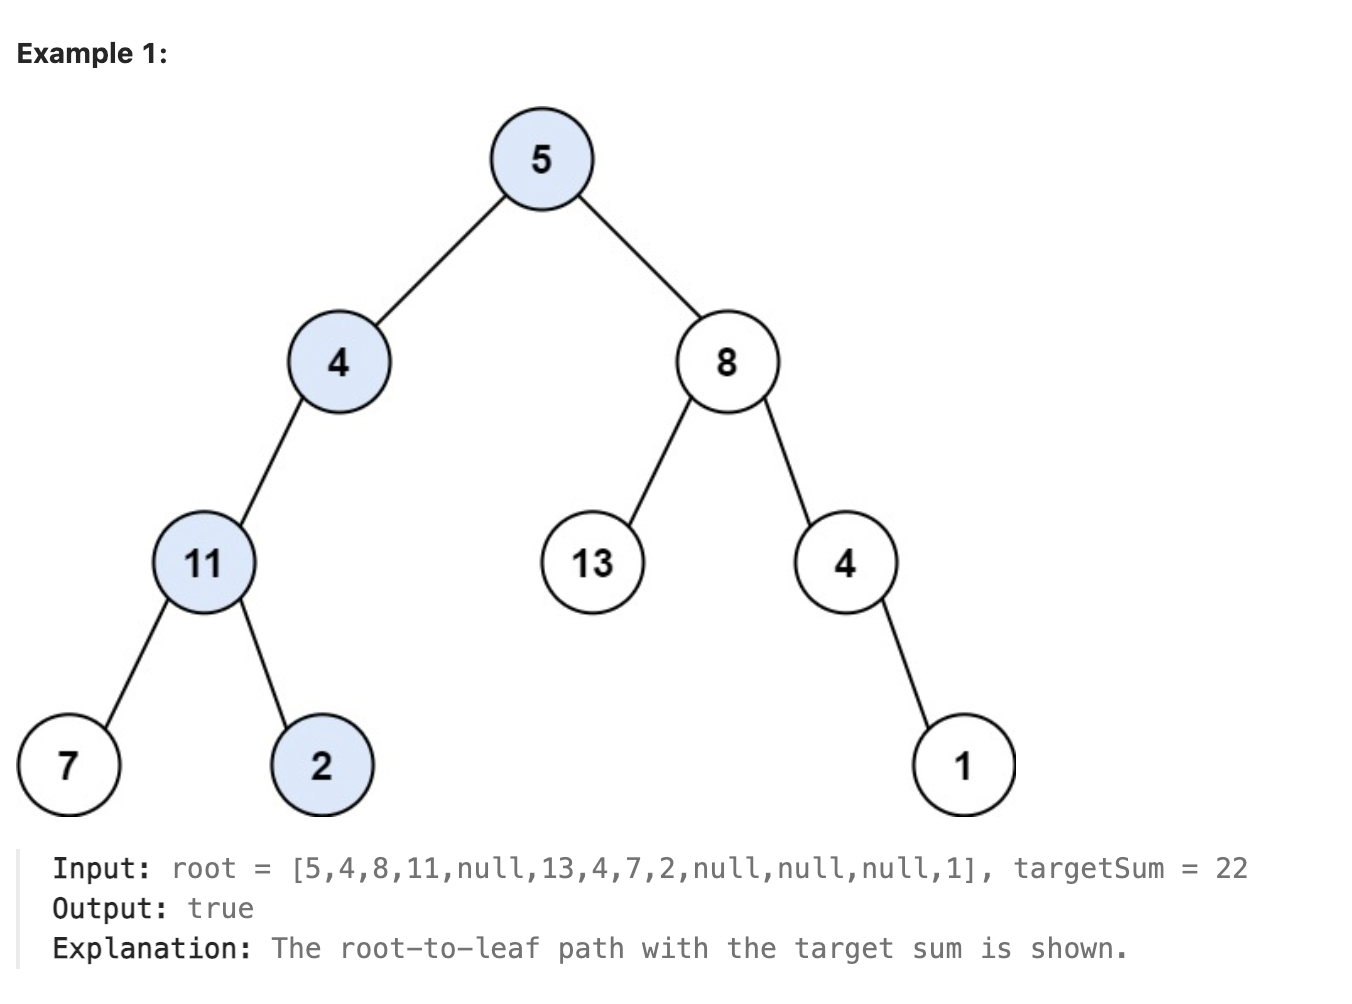 Example 1:
5
4
8
11
13
4
7
2
1
Input: root = [5,4,8,11,null,13,4,7,2,null,null,null,1], targetSum = 22
Output: true
Explanation: The root-to-leaf path with the target sum is shown.